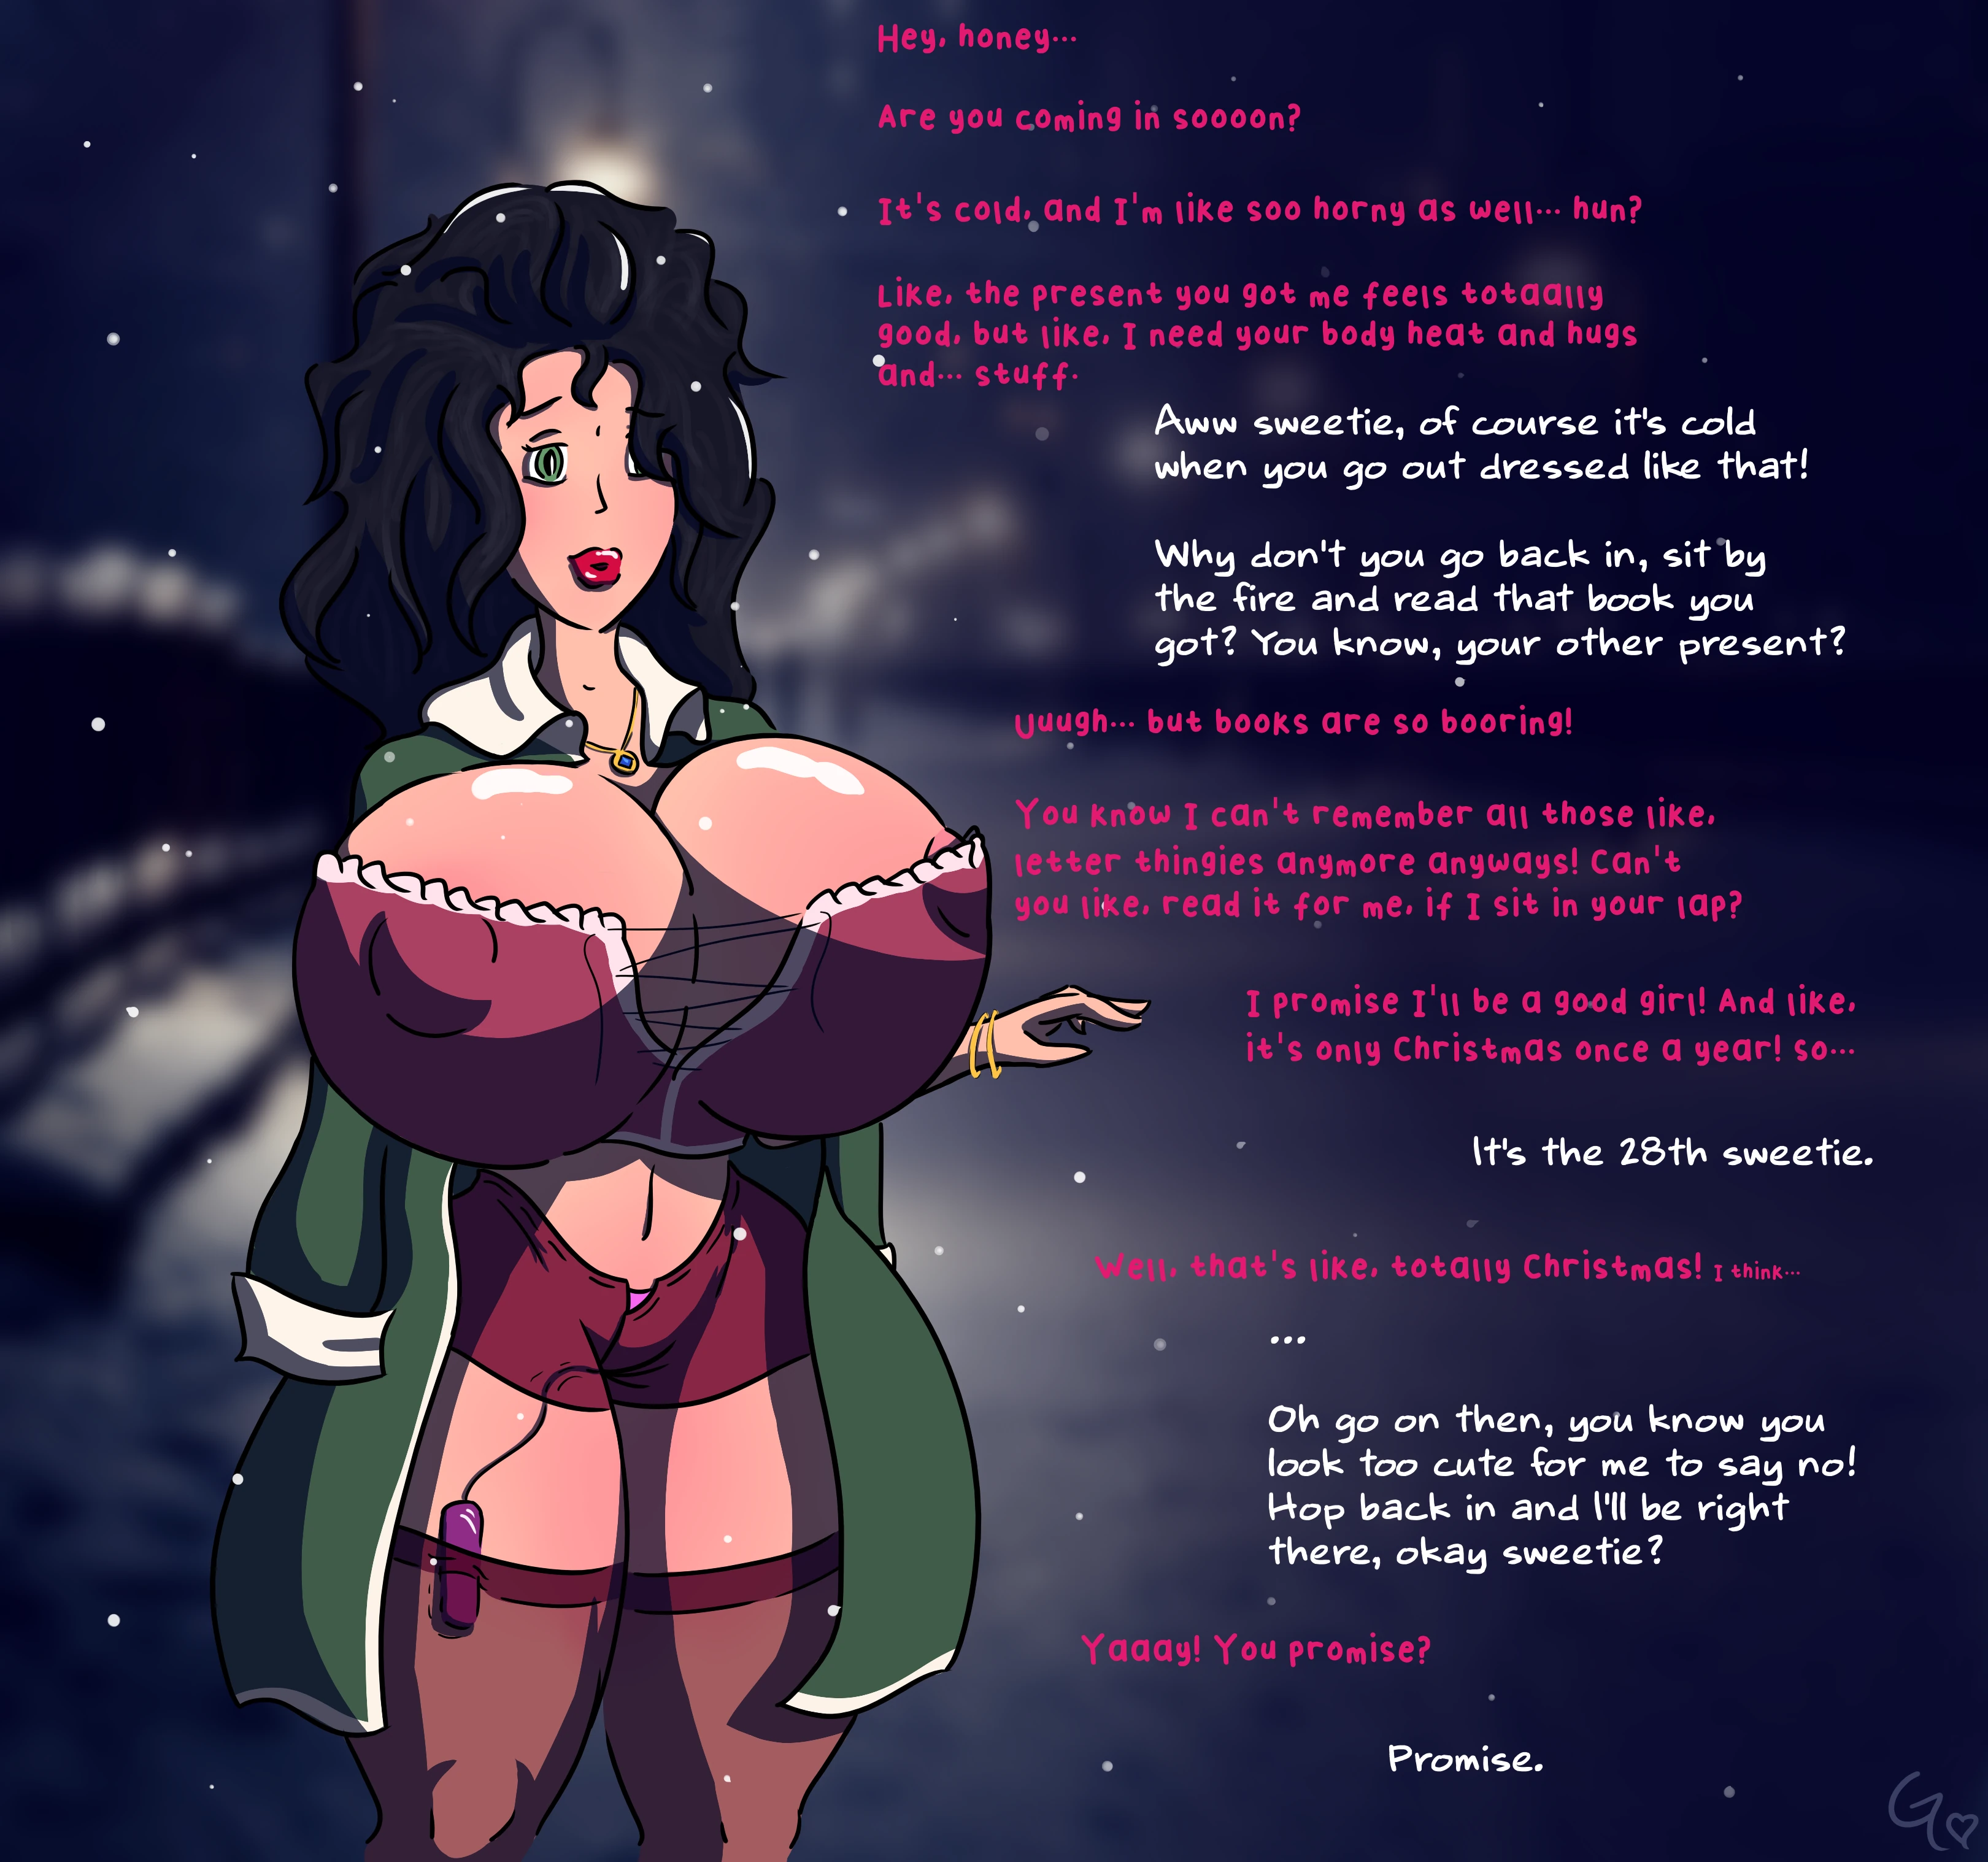 Hey, honey...
Are you coming in soooon?
It's cold, and I'm like soo horny as well... hun?
Like, the present you got me feels totaally
good, but like, I need your body heat and hugs
and... stuff.
Aww sweetie, of course it's cold
when you go out dressed like that!
Why don't you go back in, sit by
the fire and read that book you
got? You know, your other present?
Uuugh... but books are so booring!
You know I can't remember all those like,
letter thingies anymore anyways! Can't
you like, read it for me, if I sit in your lap?
I promise I'll be a good girl! And like,
it's only Christmas once a year! so...
It's the 28th sweetie.
Well, that's like, totally Christmas! I think...
...
Oh go on then, you know you
look too cute for me to say no!
Hop back in and I'll be right
there, okay sweetie?
Yaaay! You promise?
Promise.